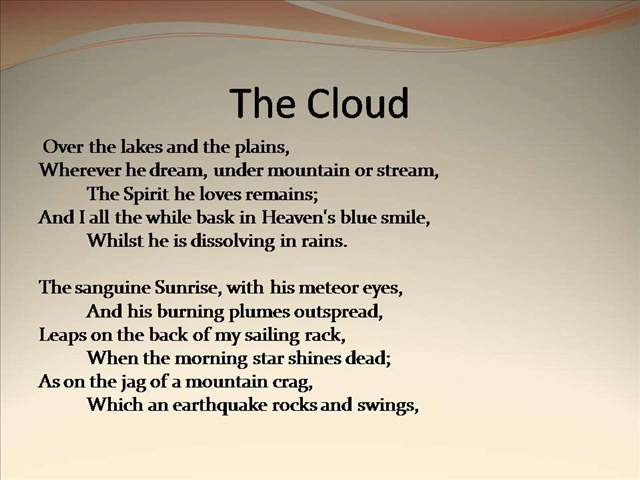 The Cloud
Over the lakes and the plains,
Wherever he dream, under mountain or stream,
The Spirit he loves remains;
And I all the while bask in Heaven's blue smile,
Whilst he is dissolving in rains.
The sanguine Sunrise, with his meteor eyes,
And his burning plumes outspread,
Leaps on the back of my sailing rack,
When the morning star shines dead;
As on the jag of a mountain crag,
Which an earthquake rocks and swings,